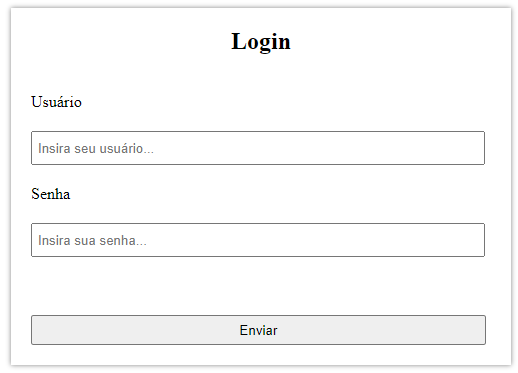 Login
Usuário
Insira seu usuário...
Senha
Insira sua senha...
Enviar